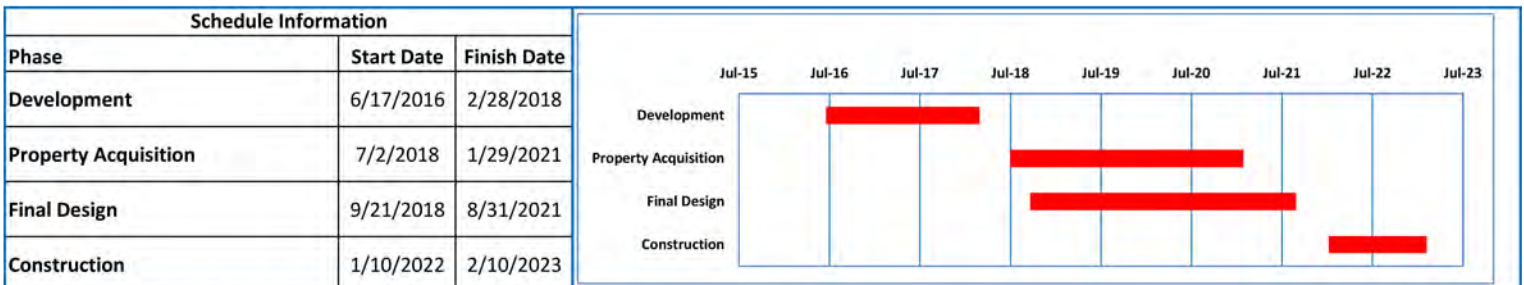 Schedule Information
Phase Start Date Finish Date
Development 6/17/2016 2/28/2018
Property Acquisition 7/2/2018 1/29/2021
Final Design 9/21/2018 8/31/2021
Construction 1/10/2022 2/10/2023
Jul-15 Jul-16 Jul-17 Jul-18 Jul-19 Jul-20 Jul-21 Jul-22 Jul-23
Development
Property Acquisition
Final Design
Construction